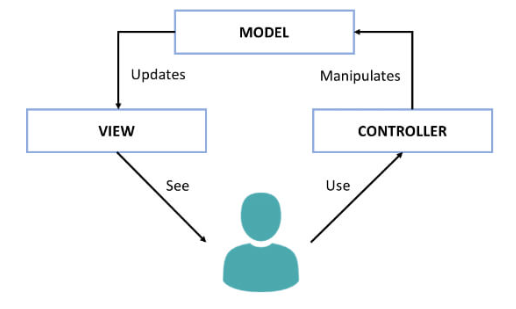 MODEL
Updates
Manipulates
VIEW
CONTROLLER
See
Use